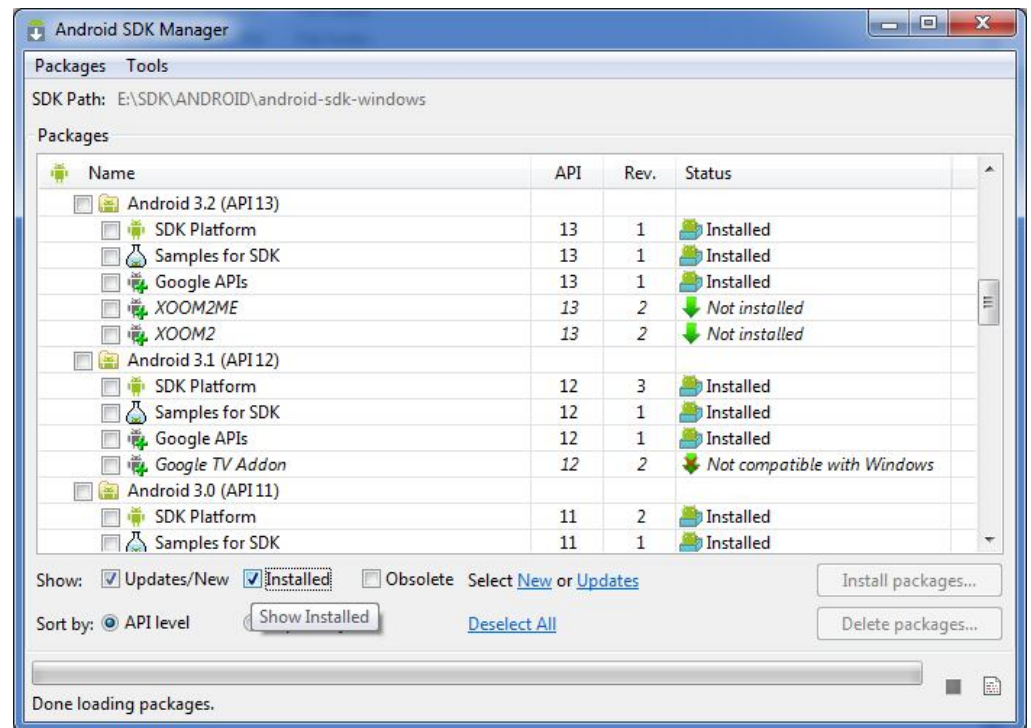 Android SDK Manager
Packages Tools
SDK Path: E:\SDK\ANDROID\android-sdk-windows
Packages
Name API Rev. Status
Android 3.2 (API 13)
SDK Platform 13 1 Installed
Samples for SDK 13 1 Installed
Google APIs 13 1 Installed
XOOM2ME 13 2 Not installed
XOOM2 13 2 Not installed
Android 3.1 (API 12)
SDK Platform 12 3 Installed
Samples for SDK 12 1 Installed
Google APIs 12 1 Installed
Google TV Addon 12 2 Not compatible with Windows
Android 3.0 (API 11)
SDK Platform 11 2 Installed
Samples for SDK 11 1 Installed
Show: Updates/New Installed Obsolete Select New or Updates Install packages...
Sort by: API level Show Installed Deselect All Delete packages...
Done loading packages.